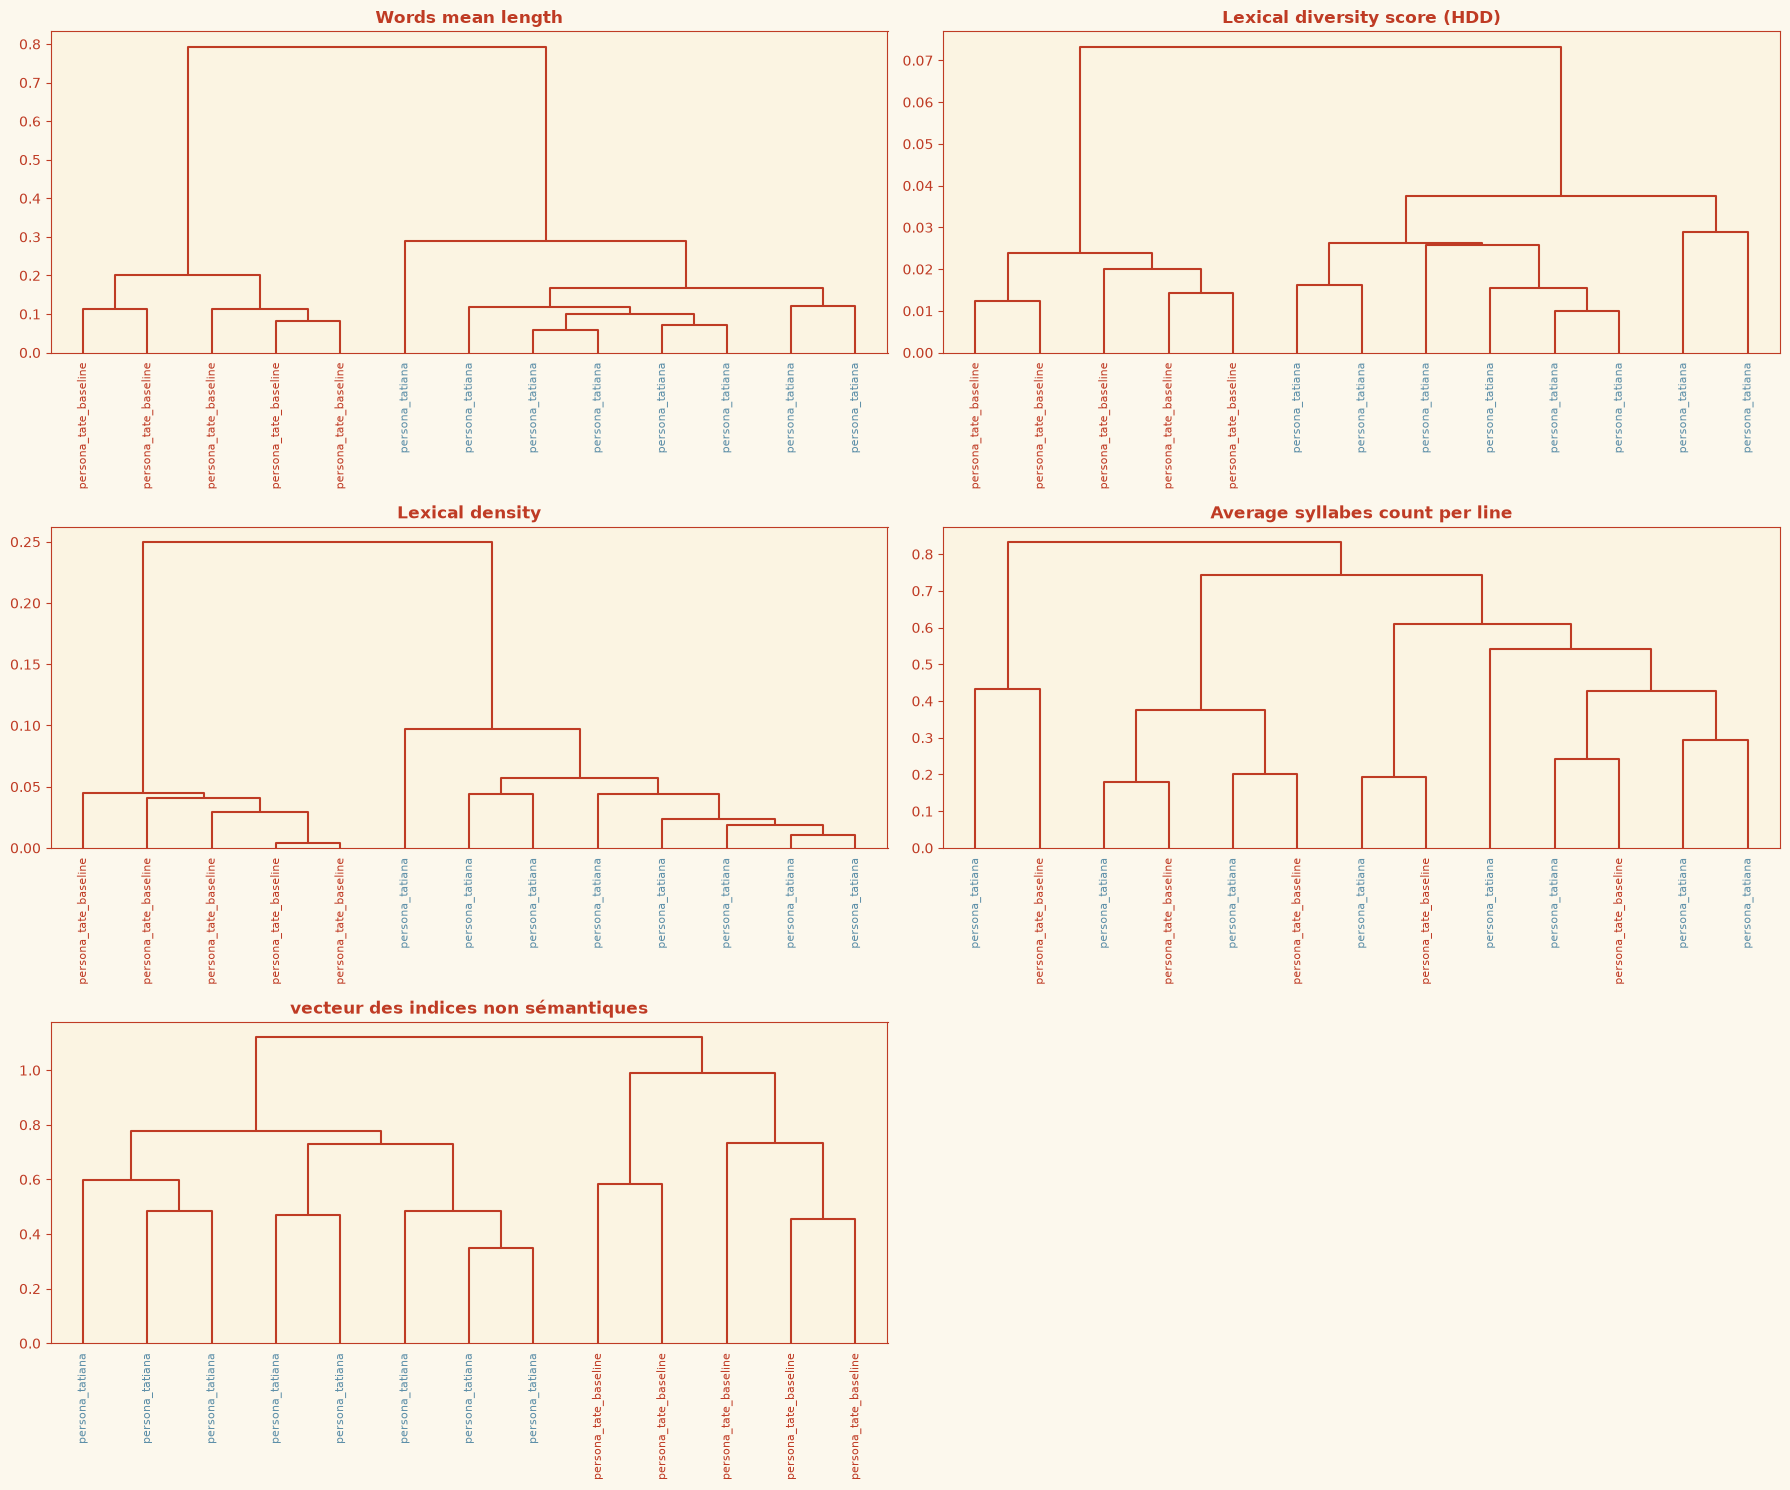 Words mean length
0.8
0.7
0.6
0.5
0.4
0.3
0.2
0.1
0.0
persona_tate_baseline
persona_tate_baseline
persona_tate_baseline
persona_tate_baseline
persona_tate_baseline
persona_tatiana
persona_tatiana
persona_tatiana
persona_tatiana
persona_tatiana
persona_tatiana
persona_tatiana
persona_tatiana
Lexical diversity score (HDD)
0.07
0.06
0.05
0.04
0.03
0.02
0.01
0.00
persona_tate_baseline
persona_tate_baseline
persona_tate_baseline
persona_tate_baseline
persona_tate_baseline
persona_tatiana
persona_tatiana
persona_tatiana
persona_tatiana
persona_tatiana
persona_tatiana
persona_tatiana
persona_tatiana
Lexical density
0.25
0.20
0.15
0.10
0.05
0.00
persona_tate_baseline
persona_tate_baseline
persona_tate_baseline
persona_tate_baseline
persona_tate_baseline
persona_tatiana
persona_tatiana
persona_tatiana
persona_tatiana
persona_tatiana
persona_tatiana
persona_tatiana
persona_tatiana
Average syllabes count per line
0.8
0.7
0.6
0.5
0.4
0.3
0.2
0.1
0.0
persona_tatiana
persona_tate_baseline
persona_tatiana
persona_tate_baseline
persona_tatiana
persona_tate_baseline
persona_tatiana
persona_tate_baseline
persona_tatiana
persona_tatiana
persona_tate_baseline
persona_tatiana
persona_tatiana
vecteur des indices non sémantiques
1.0
0.8
0.6
0.4
0.2
0.0
persona_tatiana
persona_tatiana
persona_tatiana
persona_tatiana
persona_tatiana
persona_tatiana
persona_tatiana
persona_tatiana
persona_tate_baseline
persona_tate_baseline
persona_tate_baseline
persona_tate_baseline
persona_tate_baseline